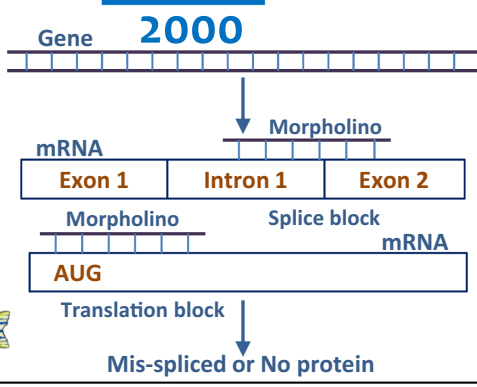 2000
Gene
Morpholino
mRNA
Exon 1 Intron 1 Exon 2
Morpholino Splice block
mRNA
AUG
Translation block
Mis-spliced or No protein